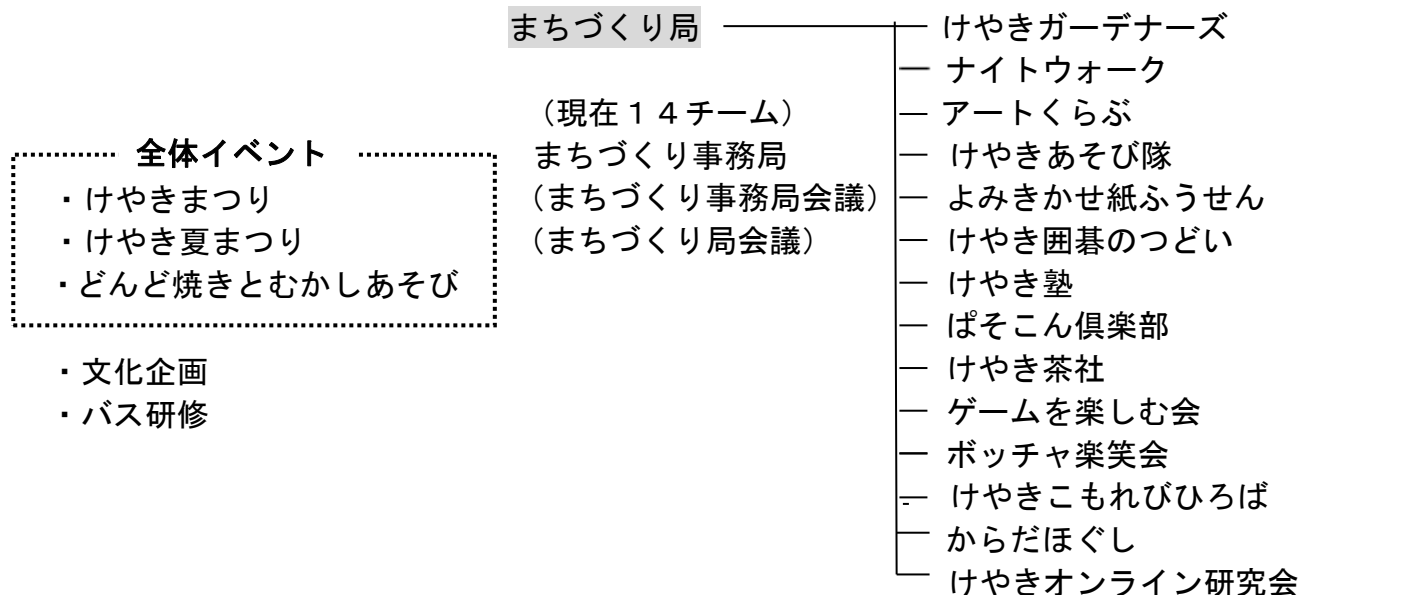 まちづくり局
（現在１４チーム）
まちづくり事務局
（まちづくり事務局会議）
（まちづくり局会議）
全体イベント
・けやきまつり
・けやき夏まつり
・どんど焼きとむかしあそび
・文化企画
・バス研修
けやきガーデナーズ
ナイトウォーク
アートくらぶ
けやきあそび隊
よみきかせ紙ふうせん
けやき囲碁のつどい
けやき塾
ぱそこん倶楽部
けやき茶社
ゲームを楽しむ会
ボッチャ楽笑会
けやきこもれびひろば
からだほぐし
けやきオンライン研究会